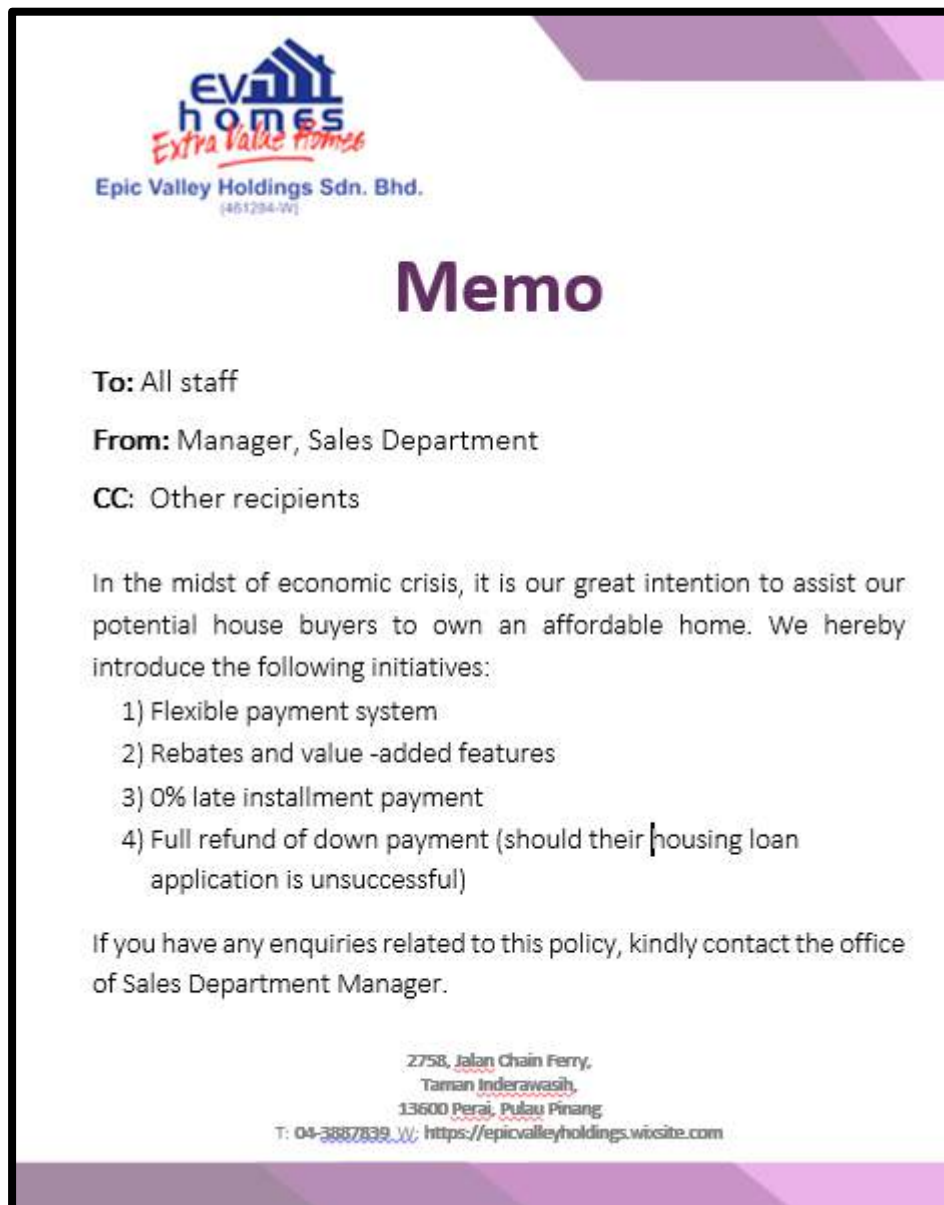 EV
homes
Extra Value Homes
Epic Valley Holdings Sdn. Bhd.
(461284-W)
Memo
To: All staff
From: Manager, Sales Department
CC:  Other recipients
In the midst of economic crisis, it is our great intention to assist our
potential house buyers to own an affordable home. We hereby
introduce the following initiatives:
1) Flexible payment system
2) Rebates and value -added features
3) 0% late installment payment
4) Full refund of down payment (should their housing loan
application is unsuccessful)
If you have any enquiries related to this policy, kindly contact the office
of Sales Department Manager.
2758, Jalan Chain Ferry,
Taman Inderawasih,
13600 Perai, Pulau Pinang
T: 04-3887839 W: https://epicvalleyholdings.wixsite.com